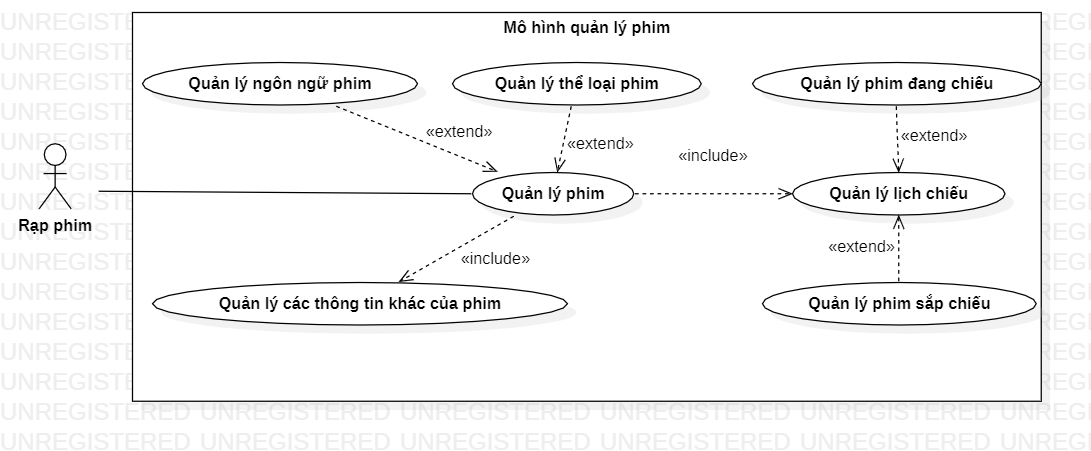 Mô hình quản lý phim
Quản lý ngôn ngữ phim
Quản lý thể loại phim
Quản lý phim đang chiếu
«extend»
«extend»
«extend»
«include»
Quản lý phim
Quản lý lịch chiếu
Rạp phim
«extend»
«include»
Quản lý các thông tin khác của phim
Quản lý phim sắp chiếu
UNREGISTERED UNREGISTERED UNREGISTERED UNREGISTERED UNREGISTERED UNREGI
UNREGISTERED UNREGISTERED UNREGISTERED UNREGISTERED UNREGISTERED UNREGI